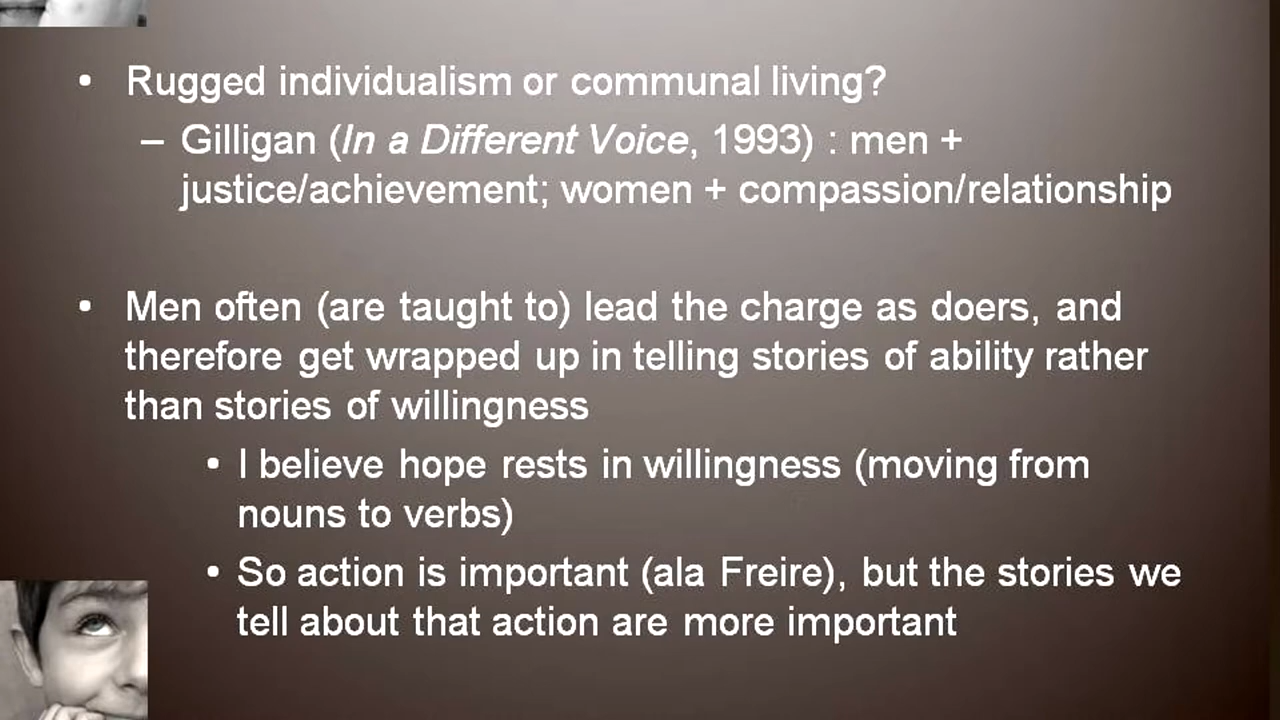 • Rugged individualism or communal living?
– Gilligan (In a Different Voice, 1993) : men +
justice/achievement; women + compassion/relationship
• Men often (are taught to) lead the charge as doers, and
therefore get wrapped up in telling stories of ability rather
than stories of willingness
• I believe hope rests in willingness (moving from
nouns to verbs)
• So action is important (ala Freire), but the stories we
tell about that action are more important